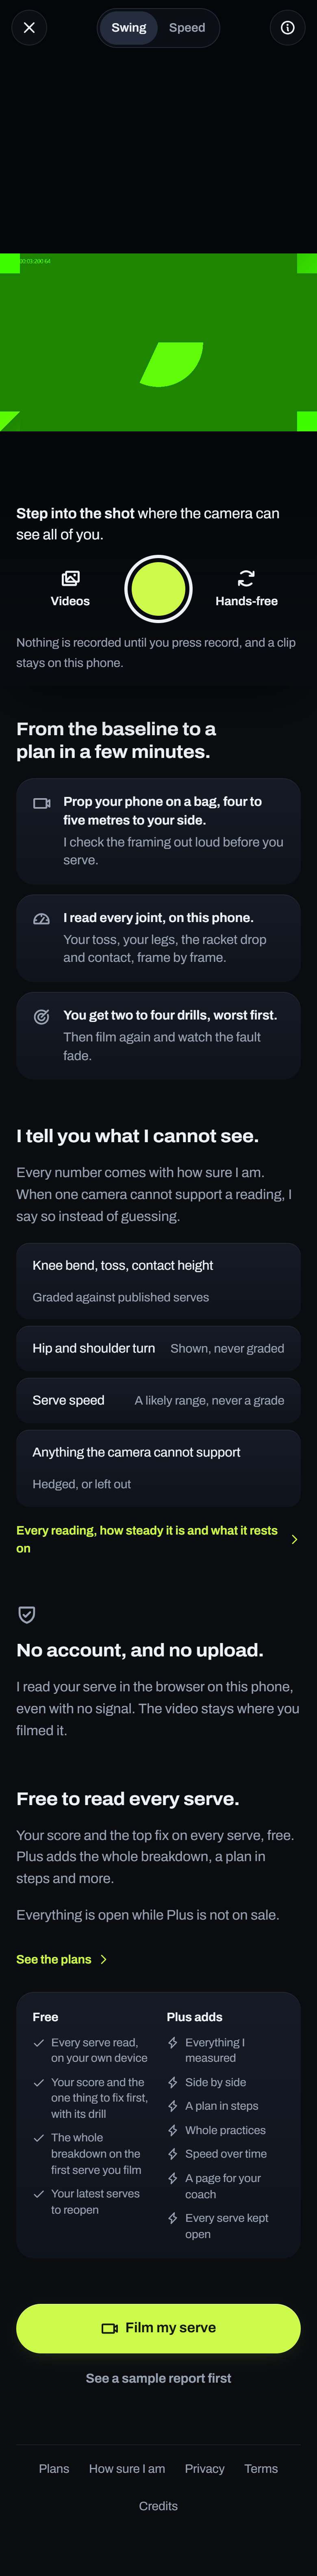 Swing
Speed
Step into the shot where the camera can
see all of you.
Videos
Hands-free
Nothing is recorded until you press record, and a clip
stays on this phone.
From the baseline to a
plan in a few minutes.
Prop your phone on a bag, four to
five metres to your side.
I check the framing out loud before you
serve.
I read every joint, on this phone.
Your toss, your legs, the racket drop
and contact, frame by frame.
You get two to four drills, worst first.
Then film again and watch the fault
fade.
I tell you what I cannot see.
Every number comes with how sure I am.
When one camera cannot support a reading, I
say so instead of guessing.
Knee bend, toss, contact height
Graded against published serves
Hip and shoulder turn
Shown, never graded
Serve speed
A likely range, never a grade
Anything the camera cannot support
Hedged, or left out
Every reading, how steady it is and what it rests
on
No account, and no upload.
I read your serve in the browser on this phone,
even with no signal. The video stays where you
filmed it.
Free to read every serve.
Your score and the top fix on every serve, free.
Plus adds the whole breakdown, a plan in
steps and more.
Everything is open while Plus is not on sale.
See the plans
Free
Every serve read,
on your own device
Your score and the
one thing to fix first,
with its drill
The whole
breakdown on the
first serve you film
Your latest serves
to reopen
Plus adds
Everything I
measured
Side by side
A plan in steps
Whole practices
Speed over time
A page for your
coach
Every serve kept
open
Film my serve
See a sample report first
Plans
How sure I am
Privacy
Terms
Credits